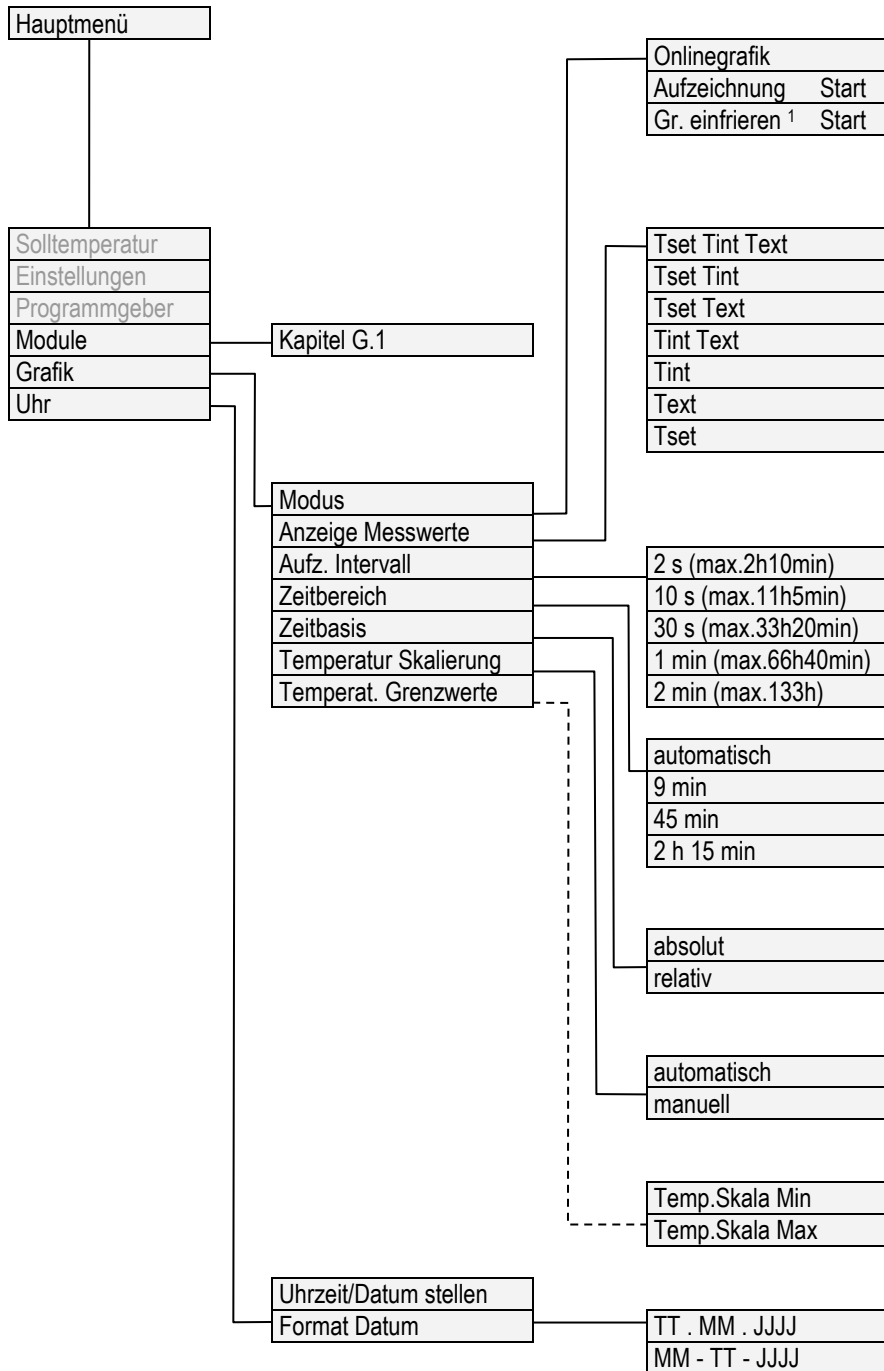 Hauptmenü
Onlinegrafik
Aufzeichnung Start
Gr. einfrieren ¹ Start
Solltemperatur
Einstellungen
Programmgeber
Module
Grafik
Uhr
Kapitel G.1
Tset Tint Text
Tset Tint
Tset Text
Tint Text
Tint
Text
Tset
Modus
Anzeige Messwerte
Aufz. Intervall
Zeitbereich
Zeitbasis
Temperatur Skalierung
Temperat. Grenzwerte
2 s (max.2h10min)
10 s (max.11h5min)
30 s (max.33h20min)
1 min (max.66h40min)
2 min (max.133h)
automatisch
9 min
45 min
2 h 15 min
absolut
relativ
automatisch
manuell
Temp.Skala Min
Temp.Skala Max
Uhrzeit/Datum stellen
Format Datum
TT . MM . JJJJ
MM - TT - JJJJ